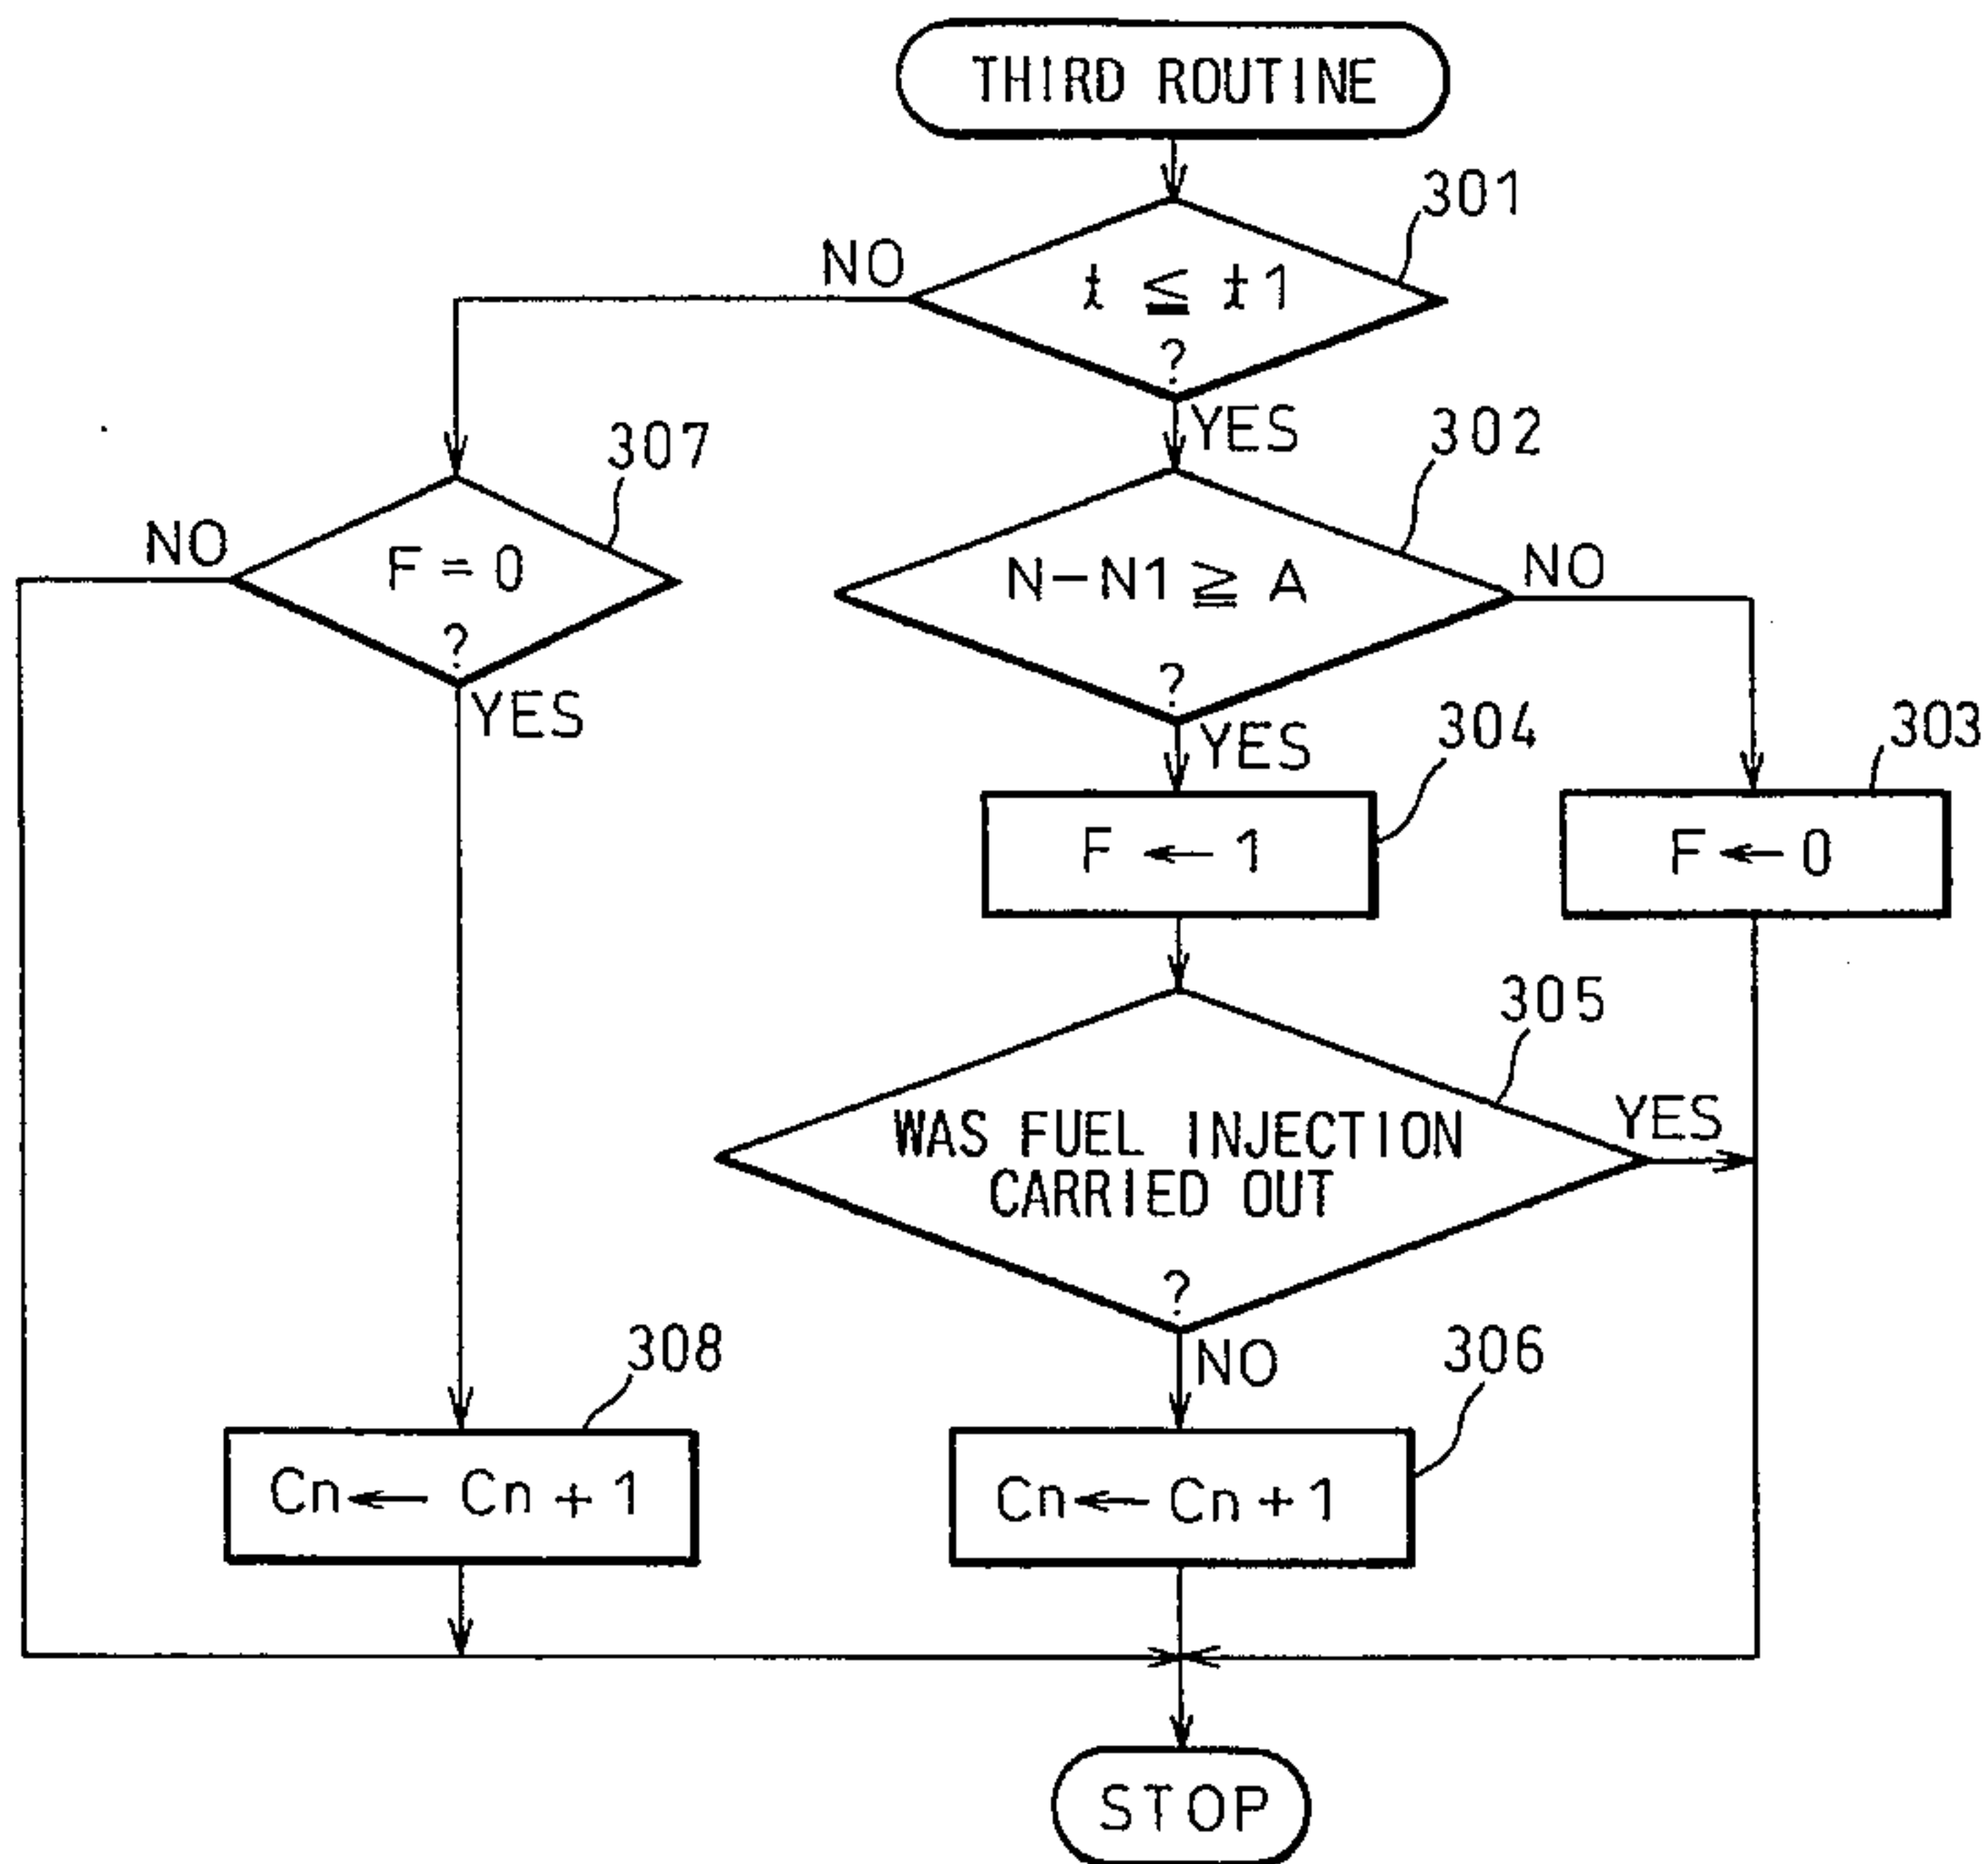 THIRD ROUTINE
301
t ≦ t1
?
NO
YES
307
302
F = 0
?
NO
YES
N-N1 ≧ A
?
NO
YES
304
303
F ← 1
F ← 0
305
WAS FUEL INJECTION
CARRIED OUT
?
YES
NO
308
306
Cn ← Cn + 1
Cn ← Cn + 1
STOP